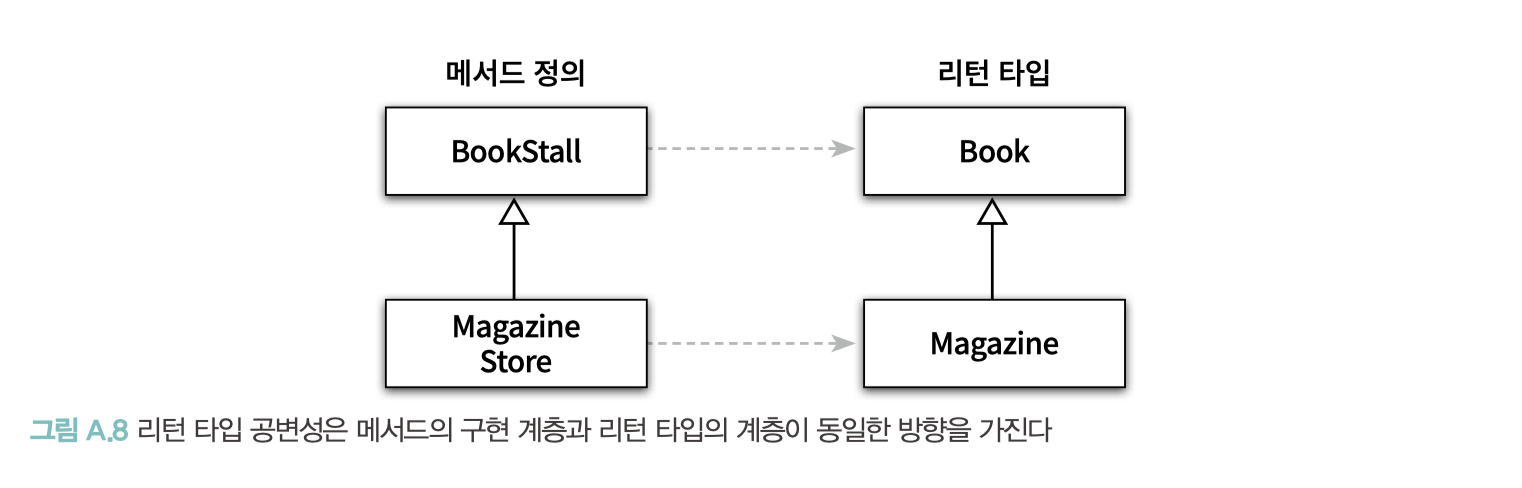 메서드 정의
리턴 타입
BookStall
Book
Magazine
Store
Magazine
그림 A.8 리턴 타입 공변성은 메서드의 구현 계층과 리턴 타입의 계층이 동일한 방향을 가진다